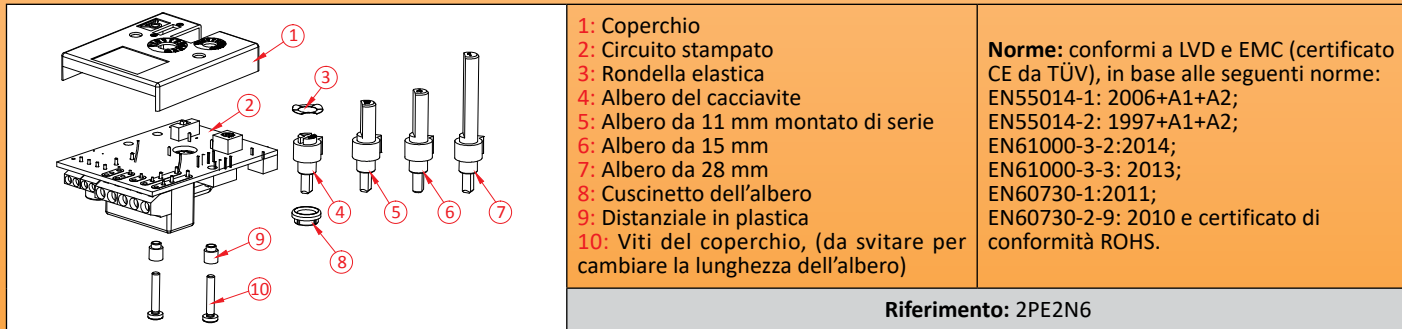 1
2
3
4
5
6
7
8
9
10
1: Coperchio
2: Circuito stampato
3: Rondella elastica
4: Albero del cacciavite
5: Albero da 11 mm montato di serie
6: Albero da 15 mm
7: Albero da 28 mm
8: Cuscinetto dell'albero
9: Distanziale in plastica
10: Viti del coperchio, (da svitare per
cambiare la lunghezza dell'albero)
Norme: conformi a LVD e EMC (certificato
CE da TÜV), in base alle seguenti norme:
EN55014-1: 2006+A1+A2;
EN55014-2: 1997+A1+A2;
EN61000-3-2:2014;
EN61000-3-3: 2013;
EN60730-1:2011;
EN60730-2-9: 2010 e certificato di
conformità ROHS.
Riferimento: 2PE2N6